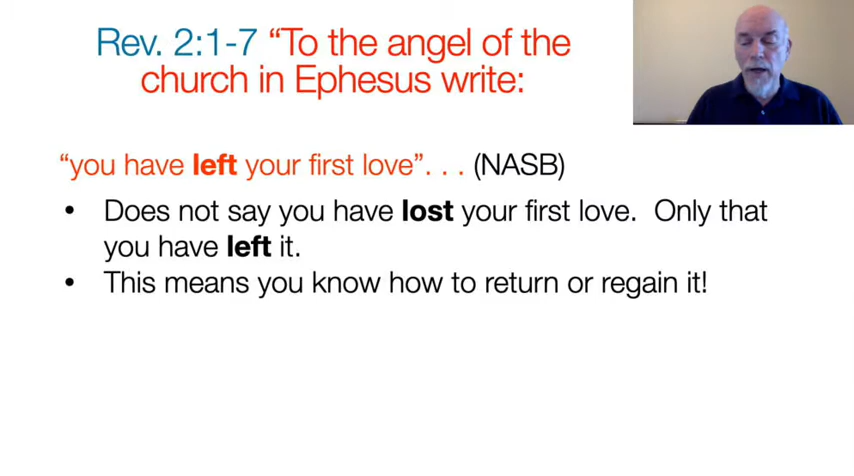 Rev. 2:1-7 “To the angel of the
church in Ephesus write:
“you have left your first love”. . . (NASB)
• Does not say you have lost your first love.  Only that
you have left it.
• This means you know how to return or regain it!